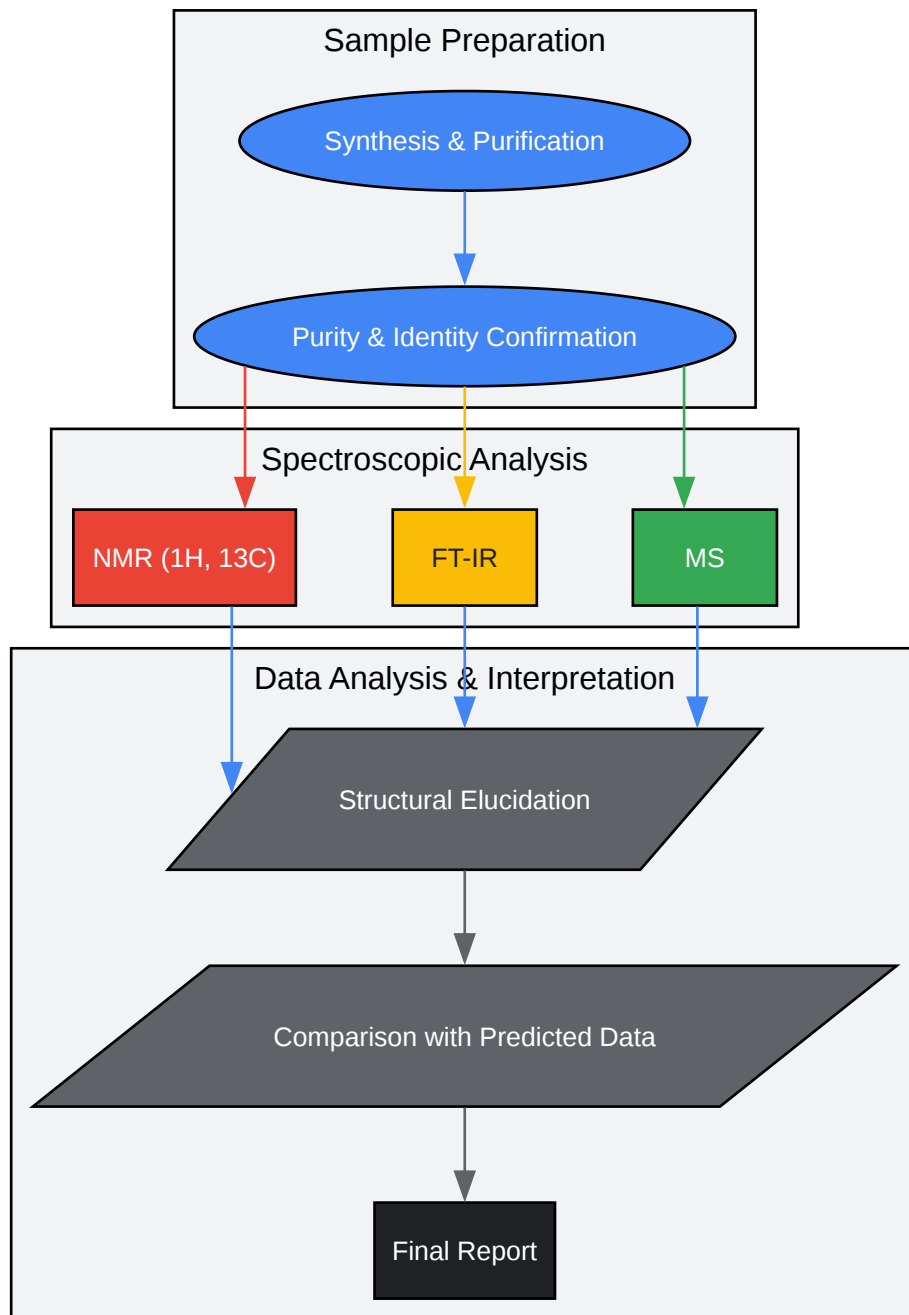 Sample Preparation
Synthesis & Purification
Purity & Identity Confirmation
Spectroscopic Analysis
NMR (1H, 13C)
FT-IR
MS
Data Analysis & Interpretation
Structural Elucidation
Comparison with Predicted Data
Final Report